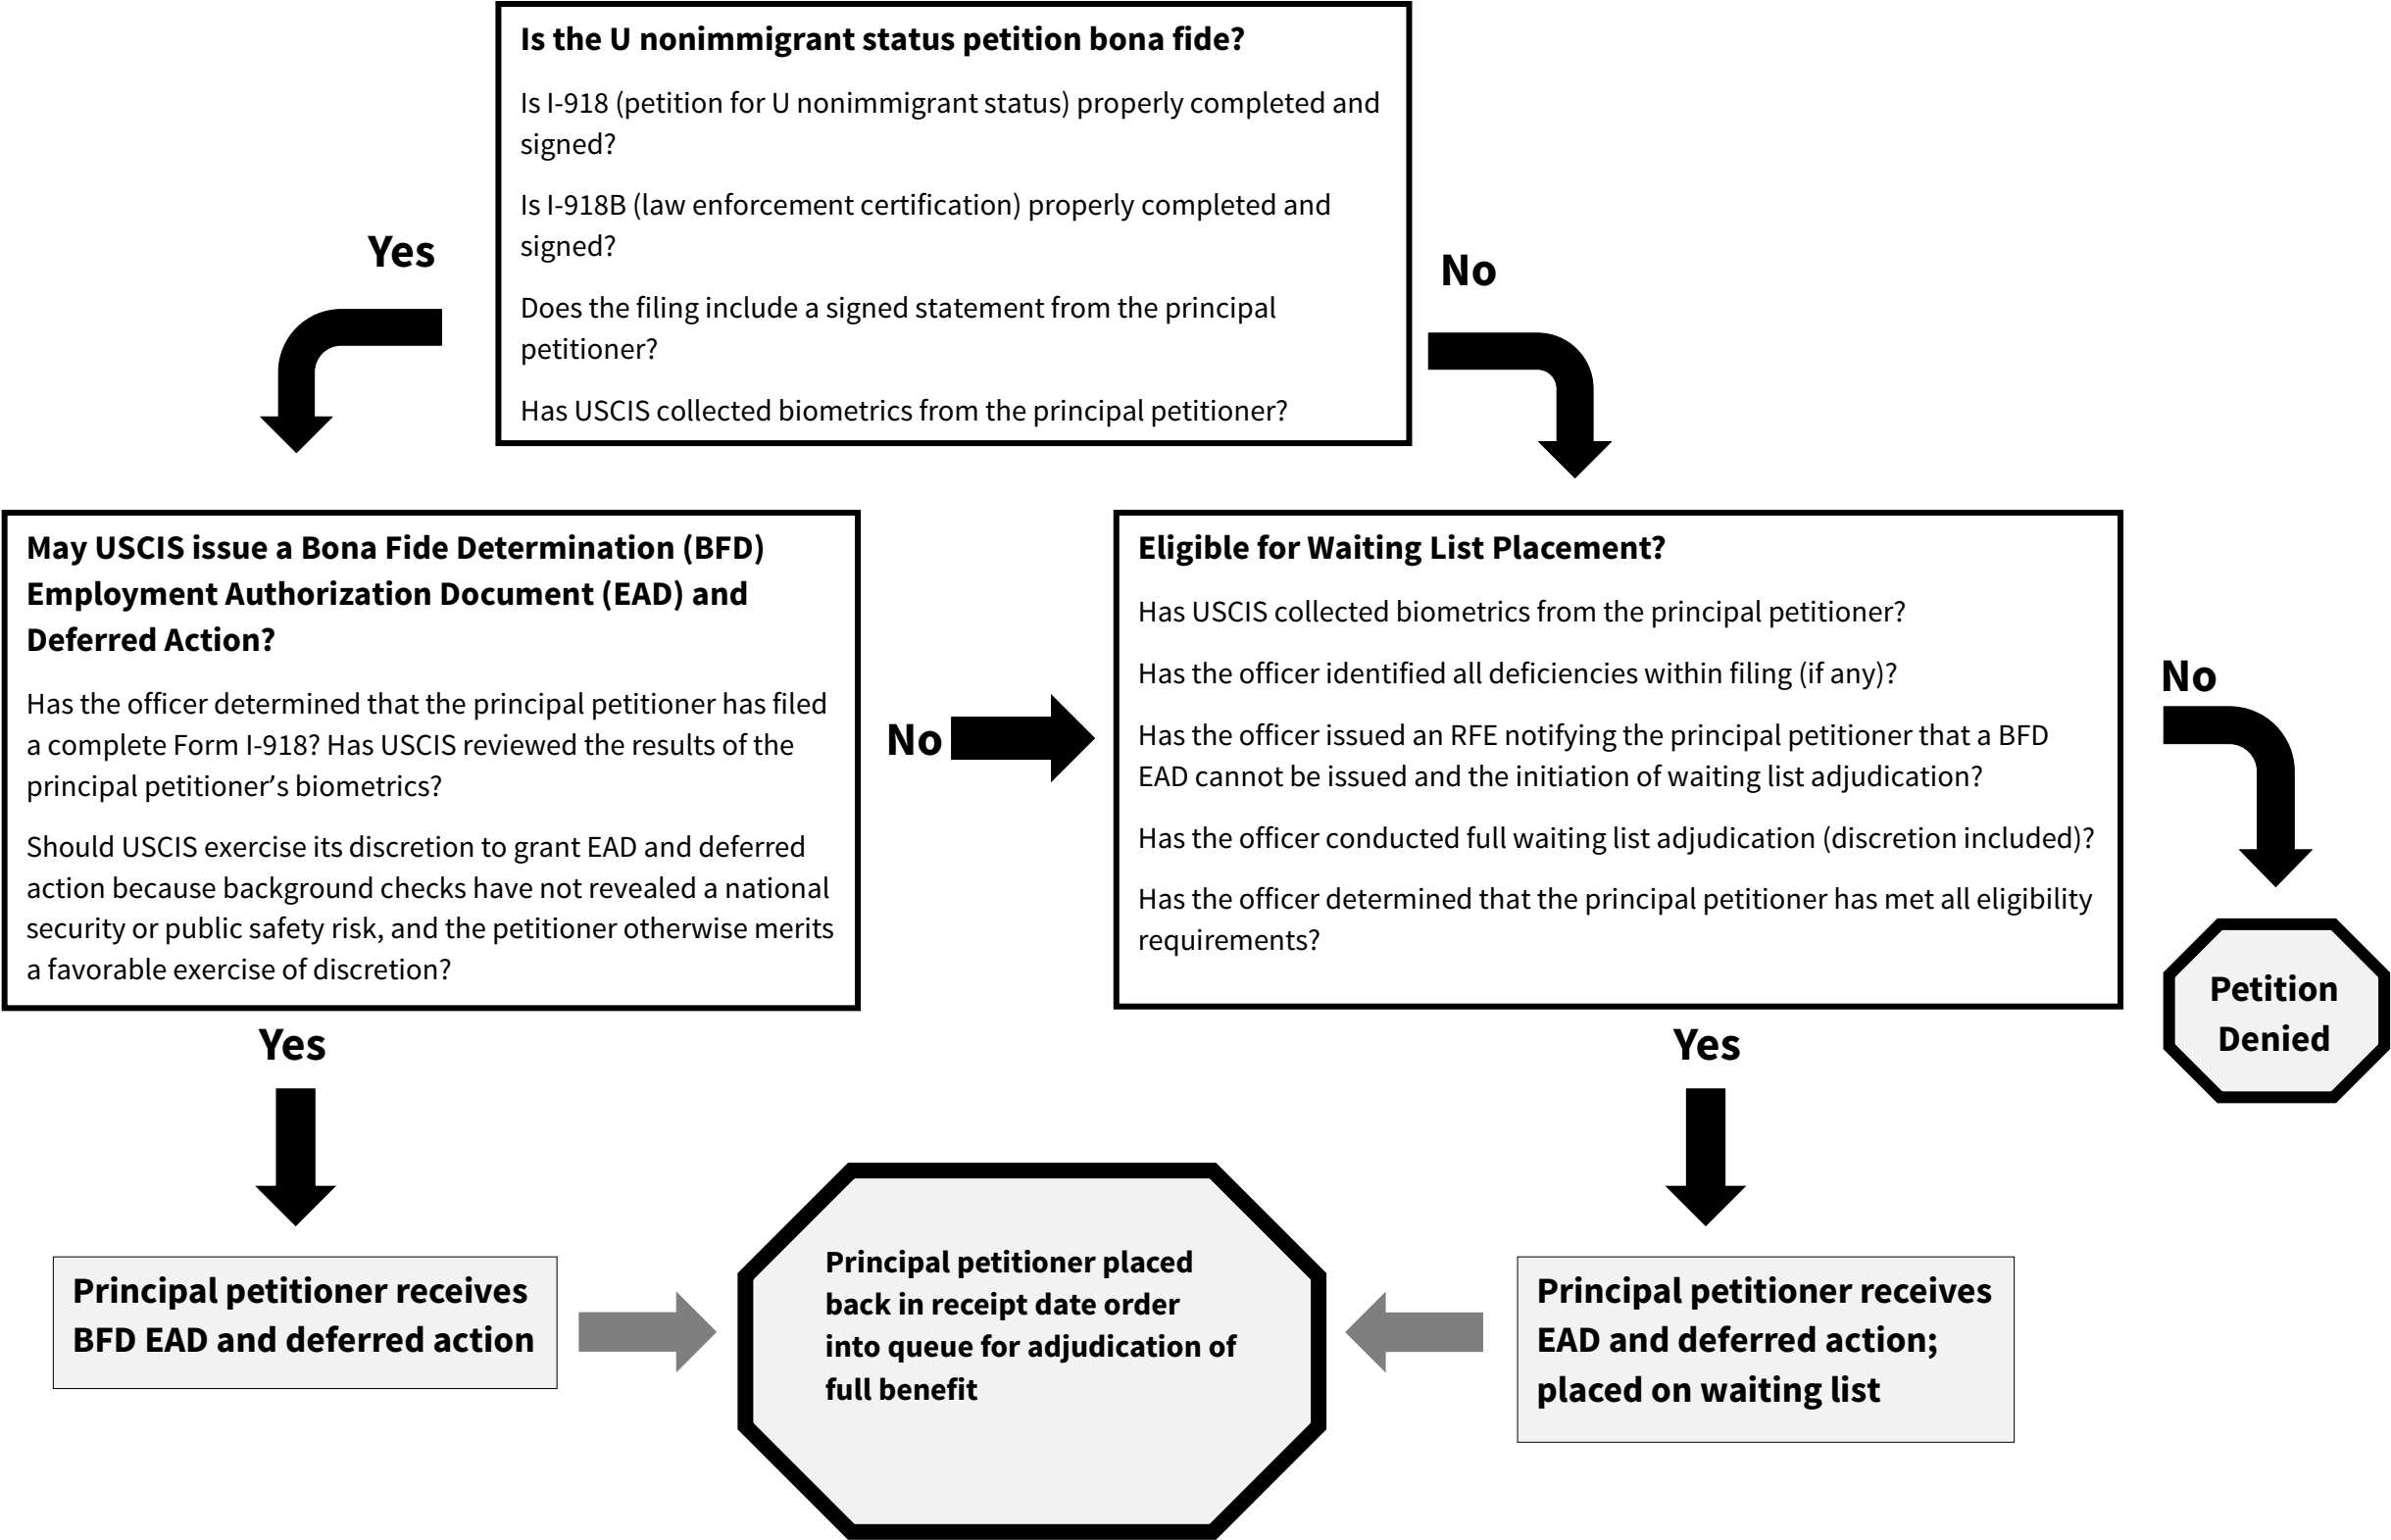 Is the U nonimmigrant status petition bona fide?
Is I-918 (petition for U nonimmigrant status) properly completed and
signed?
Is I-918B (law enforcement certification) properly completed and
signed?
Does the filing include a signed statement from the principal
petitioner?
Has USCIS collected biometrics from the principal petitioner?
Yes
No
May USCIS issue a Bona Fide Determination (BFD)
Employment Authorization Document (EAD) and
Deferred Action?
Has the officer determined that the principal petitioner has filed
a complete Form I-918? Has USCIS reviewed the results of the
principal petitioner’s biometrics?
Should USCIS exercise its discretion to grant EAD and deferred
action because background checks have not revealed a national
security or public safety risk, and the petitioner otherwise merits
a favorable exercise of discretion?
No
Eligible for Waiting List Placement?
Has USCIS collected biometrics from the principal petitioner?
Has the officer identified all deficiencies within filing (if any)?
Has the officer issued an RFE notifying the principal petitioner that a BFD
EAD cannot be issued and the initiation of waiting list adjudication?
Has the officer conducted full waiting list adjudication (discretion included)?
Has the officer determined that the principal petitioner has met all eligibility
requirements?
No
Petition
Denied
Yes
Yes
Principal petitioner receives
BFD EAD and deferred action
Principal petitioner placed
back in receipt date order
into queue for adjudication of
full benefit
Principal petitioner receives
EAD and deferred action;
placed on waiting list